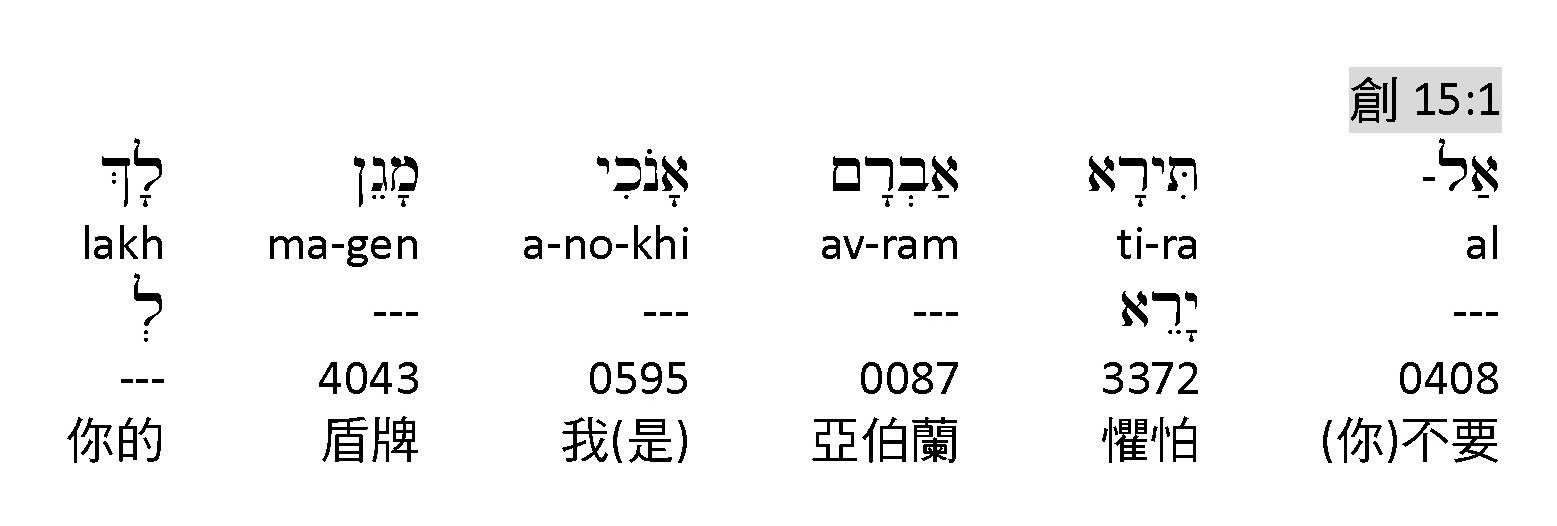 創 15:1
אַל- תִּירָא אַבְרָם אָנֹכִי מָגֵן לָךְ
al ti-ra av-ram a-no-khi ma-gen lakh
--- יָרֵא --- --- --- לְ
0408 3372 0087 0595 4043 ---
(你)不要 懼怕 亞伯蘭 我(是) 盾牌 你的